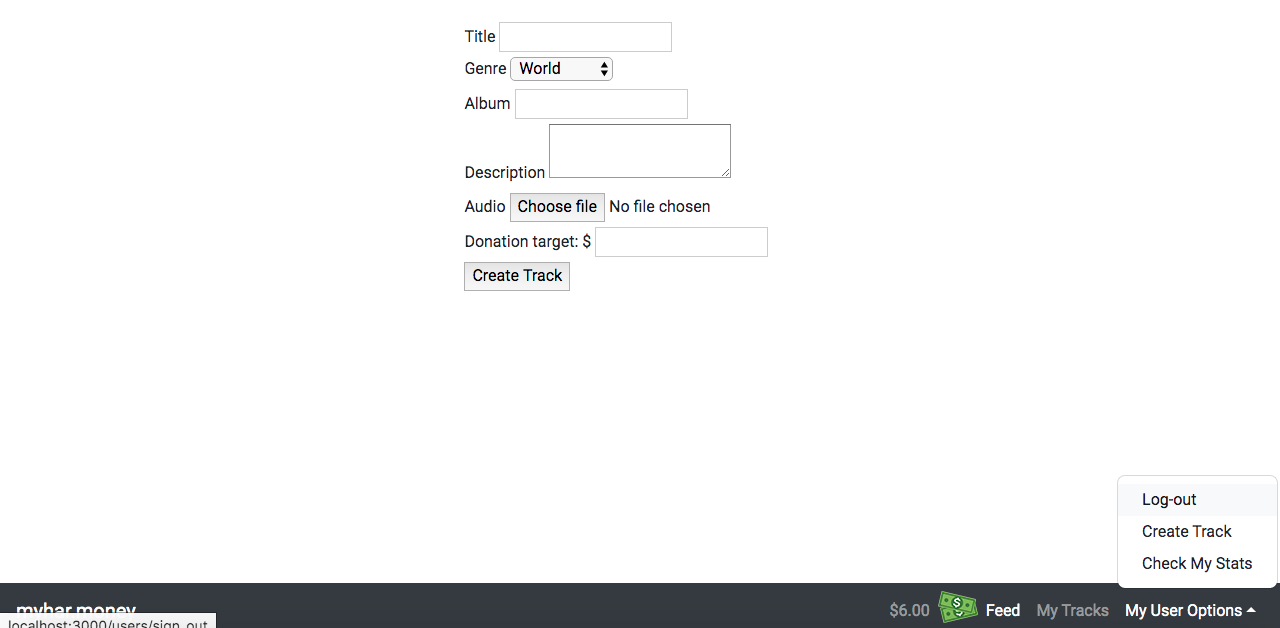 Title
Genre World
Album
Description
Audio Choose file No file chosen
Donation target: $
Create Track
Log-out
Create Track
Check My Stats
mybar money $6.00 Feed My Tracks My User Options
localhost:3000/users/sign_out